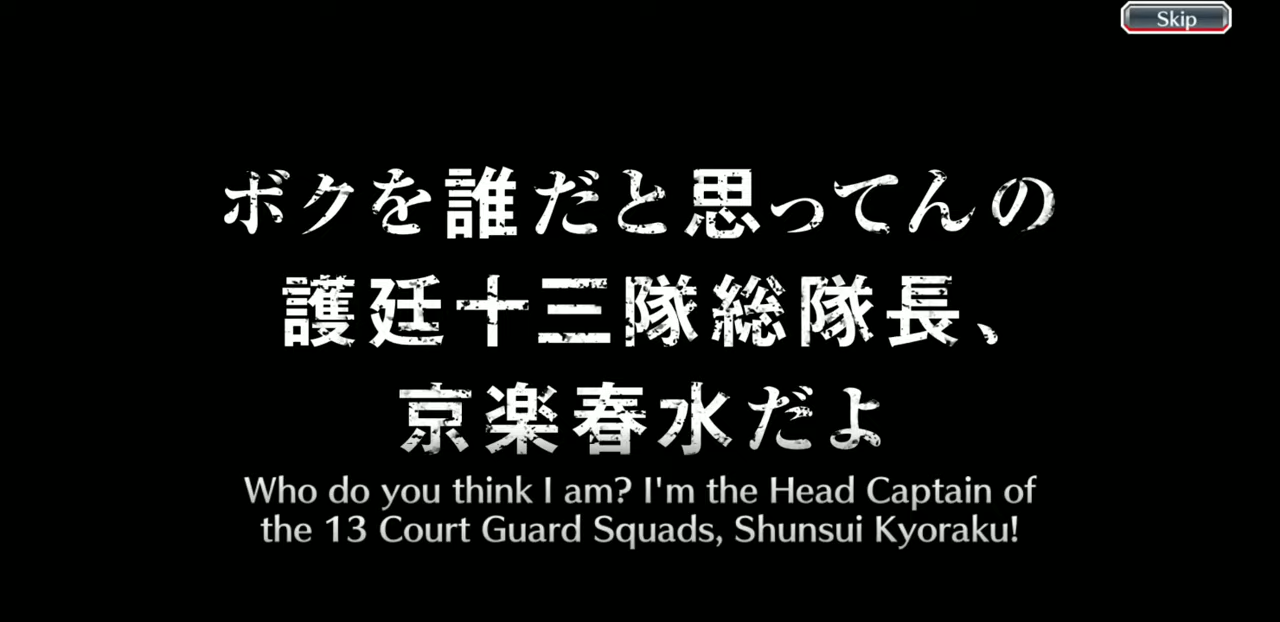 Skip
ボクを誰だと思ってんの
護廷十三隊総隊長、
京楽春水だよ
Who do you think I am? I'm the Head Captain of
the 13 Court Guard Squads, Shunsui Kyoraku!